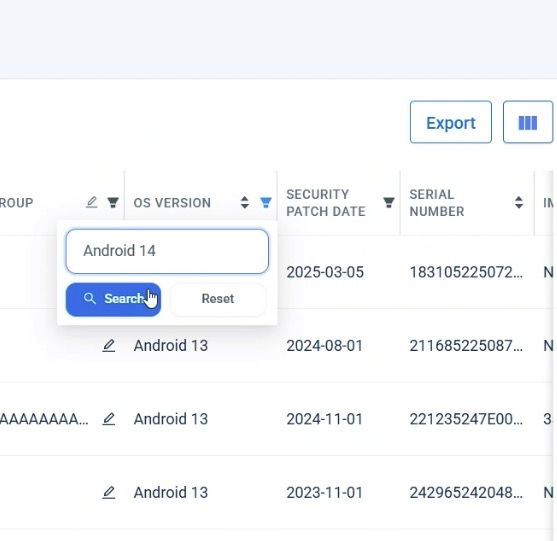 Export
ROUP
OS VERSION
SECURITY
PATCH DATE
SERIAL
NUMBER
Android 14
Search
Reset
2025-03-05
183105225072...
N
Android 13
2024-08-01
211685225087...
N
AAAAAAAA...
Android 13
2024-11-01
221235247E00...
3
Android 13
2023-11-01
242965242048...
N